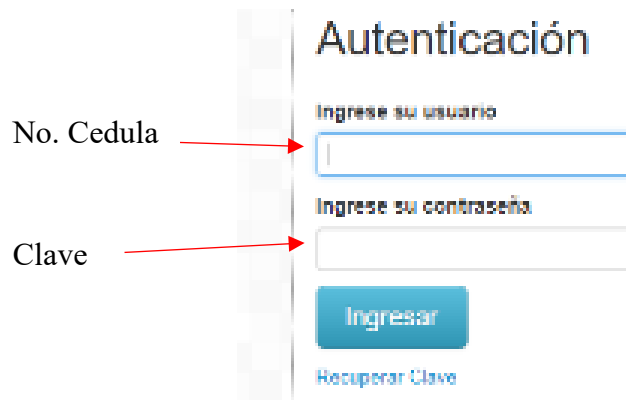 Autenticación
Ingrese su usuario
No. Cedula
Ingrese su contraseña
Clave
Ingresar
Recuperar Clave